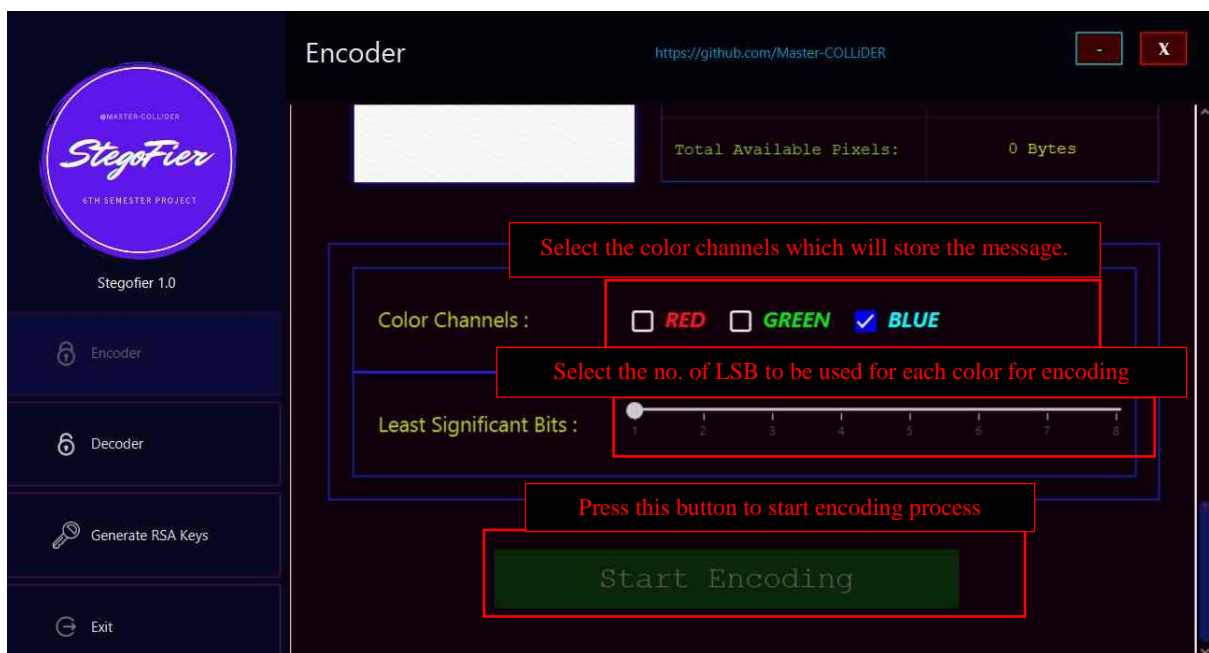 Encoder
https://github.com/Master-COLLiDER
-
X
@MASTER-COLLIDER
StegoFier
6TH SEMESTER PROJECT
Stegofier 1.0
Encoder
Decoder
Generate RSA Keys
Exit
Total Available Pixels: 0 Bytes
Select the color channels which will store the message.
Color Channels : RED GREEN BLUE
Select the no. of LSB to be used for each color for encoding
Least Significant Bits : 1 2 3 4 5 6 7 8
Press this button to start encoding process
Start Encoding